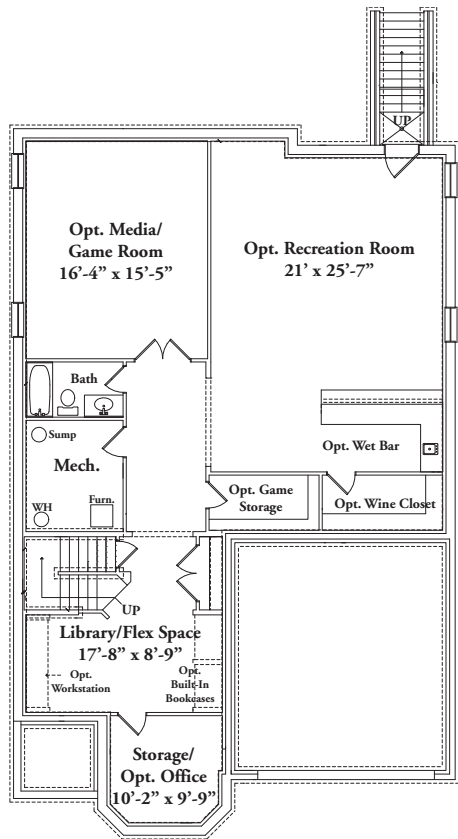 UP
Opt. Media/
Game Room
16’-4” x 15’-5”
Opt. Recreation Room
21’ x 25’-7”
Bath
Sump
Mech.
WH
Furn.
Opt. Wet Bar
Opt. Game
Storage
Opt. Wine Closet
UP
Library/Flex Space
17’-8” x 8’-9”
Opt.
Workstation
Opt.
Built-In
Bookcases
Storage/
Opt. Office
10’-2” x 9’-9”